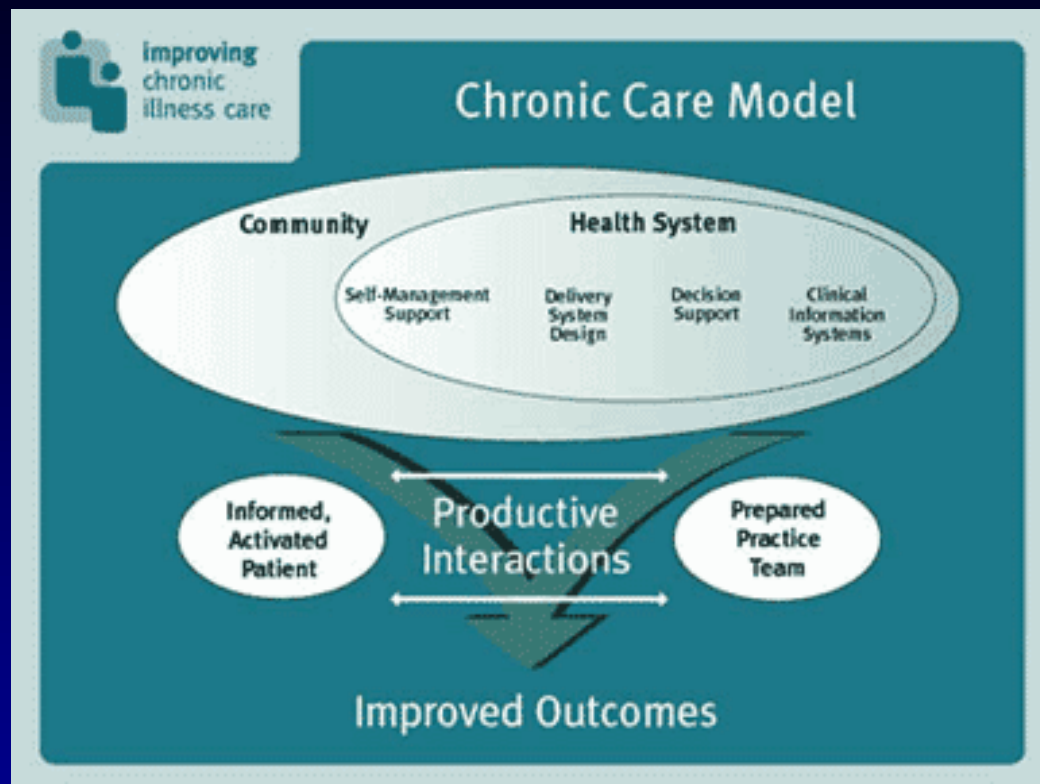 improving
chronic
illness care
Chronic Care Model
Community
Health System
Self-Management
Support
Delivery
System
Design
Decision
Support
Clinical
Information
Systems
Informed,
Activated
Patient
Productive
Interactions
Prepared
Practice
Team
Improved Outcomes